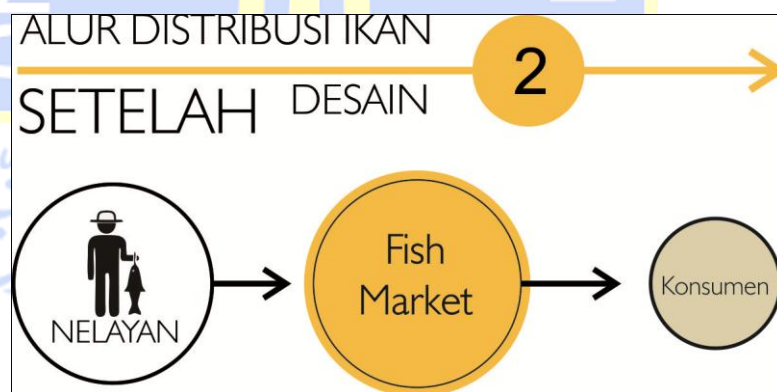 ALUR DISTRIBUSI IKAN
2
SETELAH DESAIN
NELAYAN
Fish
Market
Konsumen